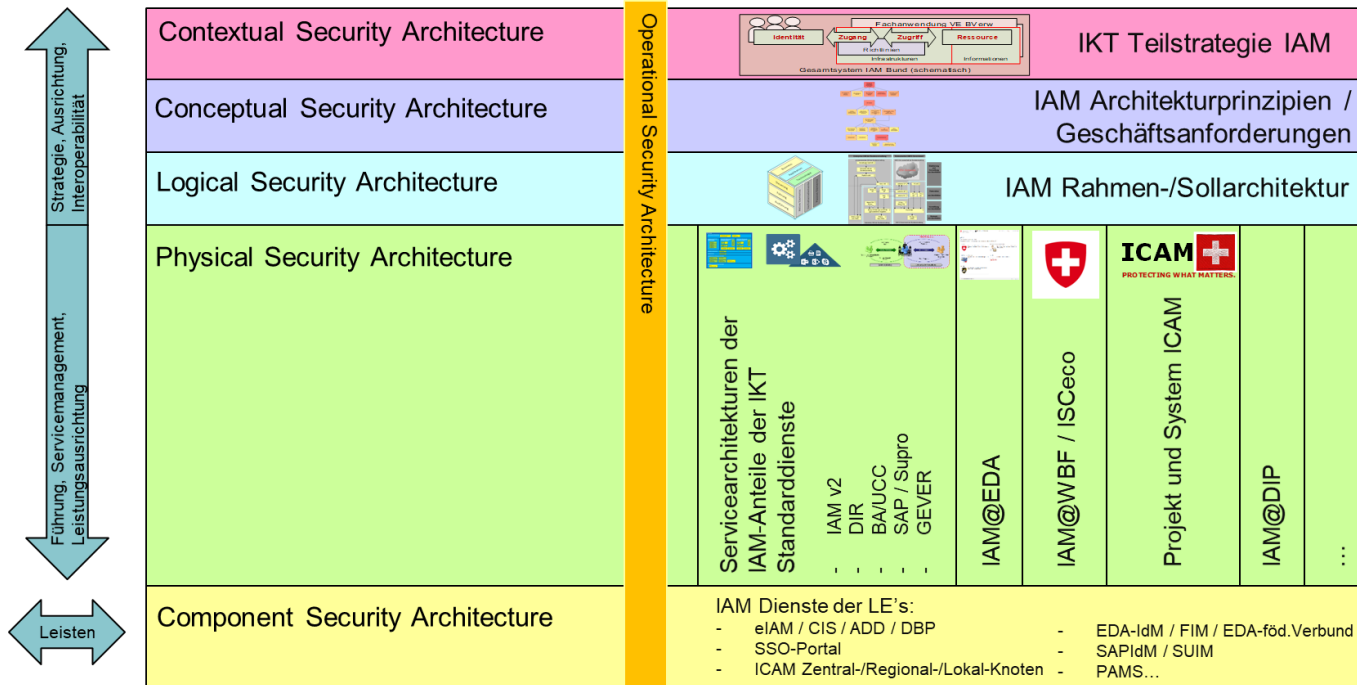 Strategie, Ausrichtung,
Interoperabilität
Führung, Servicemanagement,
Leistungsausrichtung
Leisten
Contextual Security Architecture
Conceptual Security Architecture
Logical Security Architecture
Physical Security Architecture
Component Security Architecture
Operational Security Architecture
Fachanwendung VE BVerw
Identität
Zugang
Zugriff
Ressource
Richtlinien
Infrastrukturen
Informationen
Gesamtsystem IAM Bund (schematisch)
IKT Teilstrategie IAM
IAM Architekturprinzipien /
Geschäftsanforderungen
IAM Rahmen-/Sollarchitektur
Servicearchitekturen der
IAM-Anteile der IKT
Standarddienste
- IAM v2
- DIR
- BA/UCC
- SAP / Supro
- GEVER
IAM@EDA
IAM@WBF / ISCeco
ICAM
PROTECTING WHAT MATTERS.
Projekt und System ICAM
IAM@DIP
...
IAM Dienste der LE's:
- eIAM / CIS / ADD / DBP
- SSO-Portal
- ICAM Zentral-/Regional-/Lokal-Knoten
- EDA-IdM / FIM / EDA-föd.Verbund
- SAPIdM / SUIM
- PAMS…